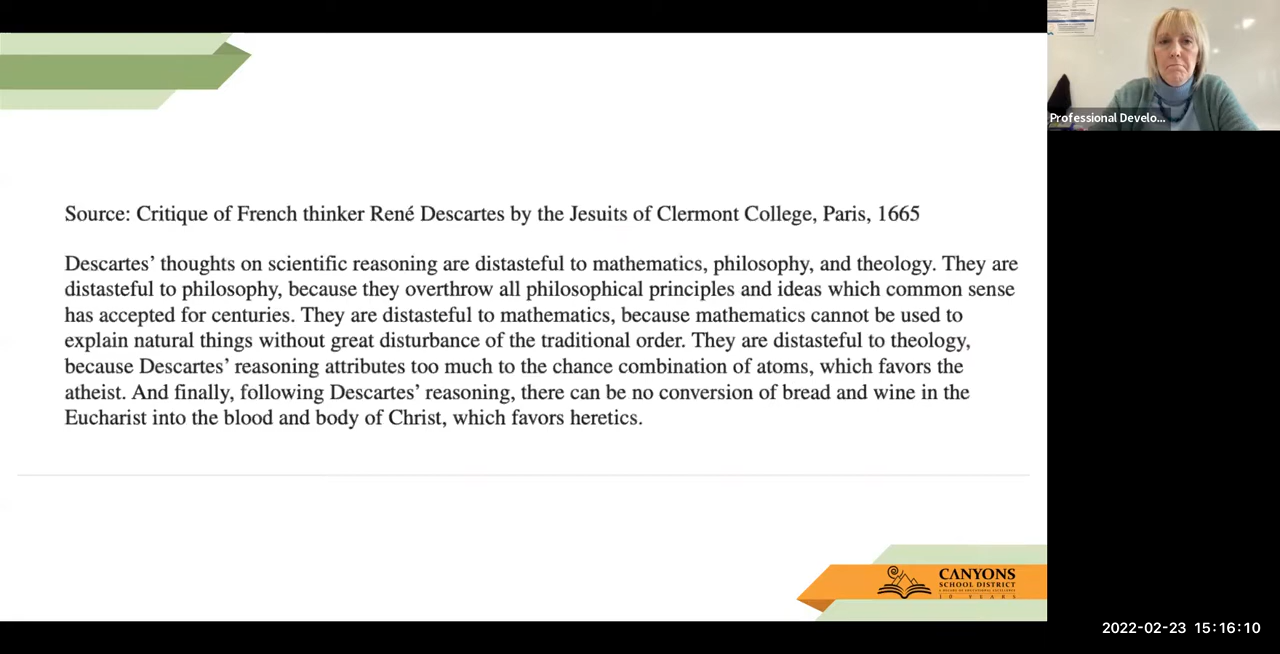 Professional Develo...
Source: Critique of French thinker René Descartes by the Jesuits of Clermont College, Paris, 1665
Descartes’ thoughts on scientific reasoning are distasteful to mathematics, philosophy, and theology. They are
distasteful to philosophy, because they overthrow all philosophical principles and ideas which common sense
has accepted for centuries. They are distasteful to mathematics, because mathematics cannot be used to
explain natural things without great disturbance of the traditional order. They are distasteful to theology,
because Descartes’ reasoning attributes too much to the chance combination of atoms, which favors the
atheist. And finally, following Descartes’ reasoning, there can be no conversion of bread and wine in the
Eucharist into the blood and body of Christ, which favors heretics.
CANYONS
SCHOOL DISTRICT
10 YEARS
2022-02-23 15:16:10